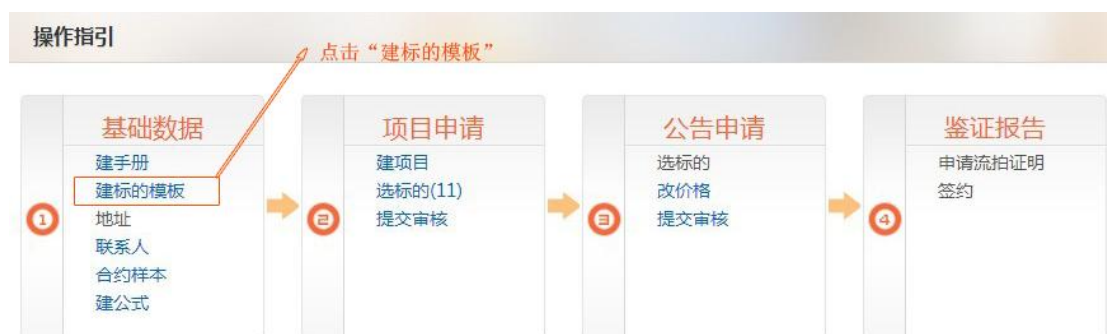 操作指引
点击“建标的模板”
基础数据
建手册
建标的模板
地址
联系人
合约样本
建公式
1
项目申请
建项目
选标的(11)
提交审核
2
公告申请
选标的
改价格
提交审核
3
鉴证报告
申请流拍证明
签约
4